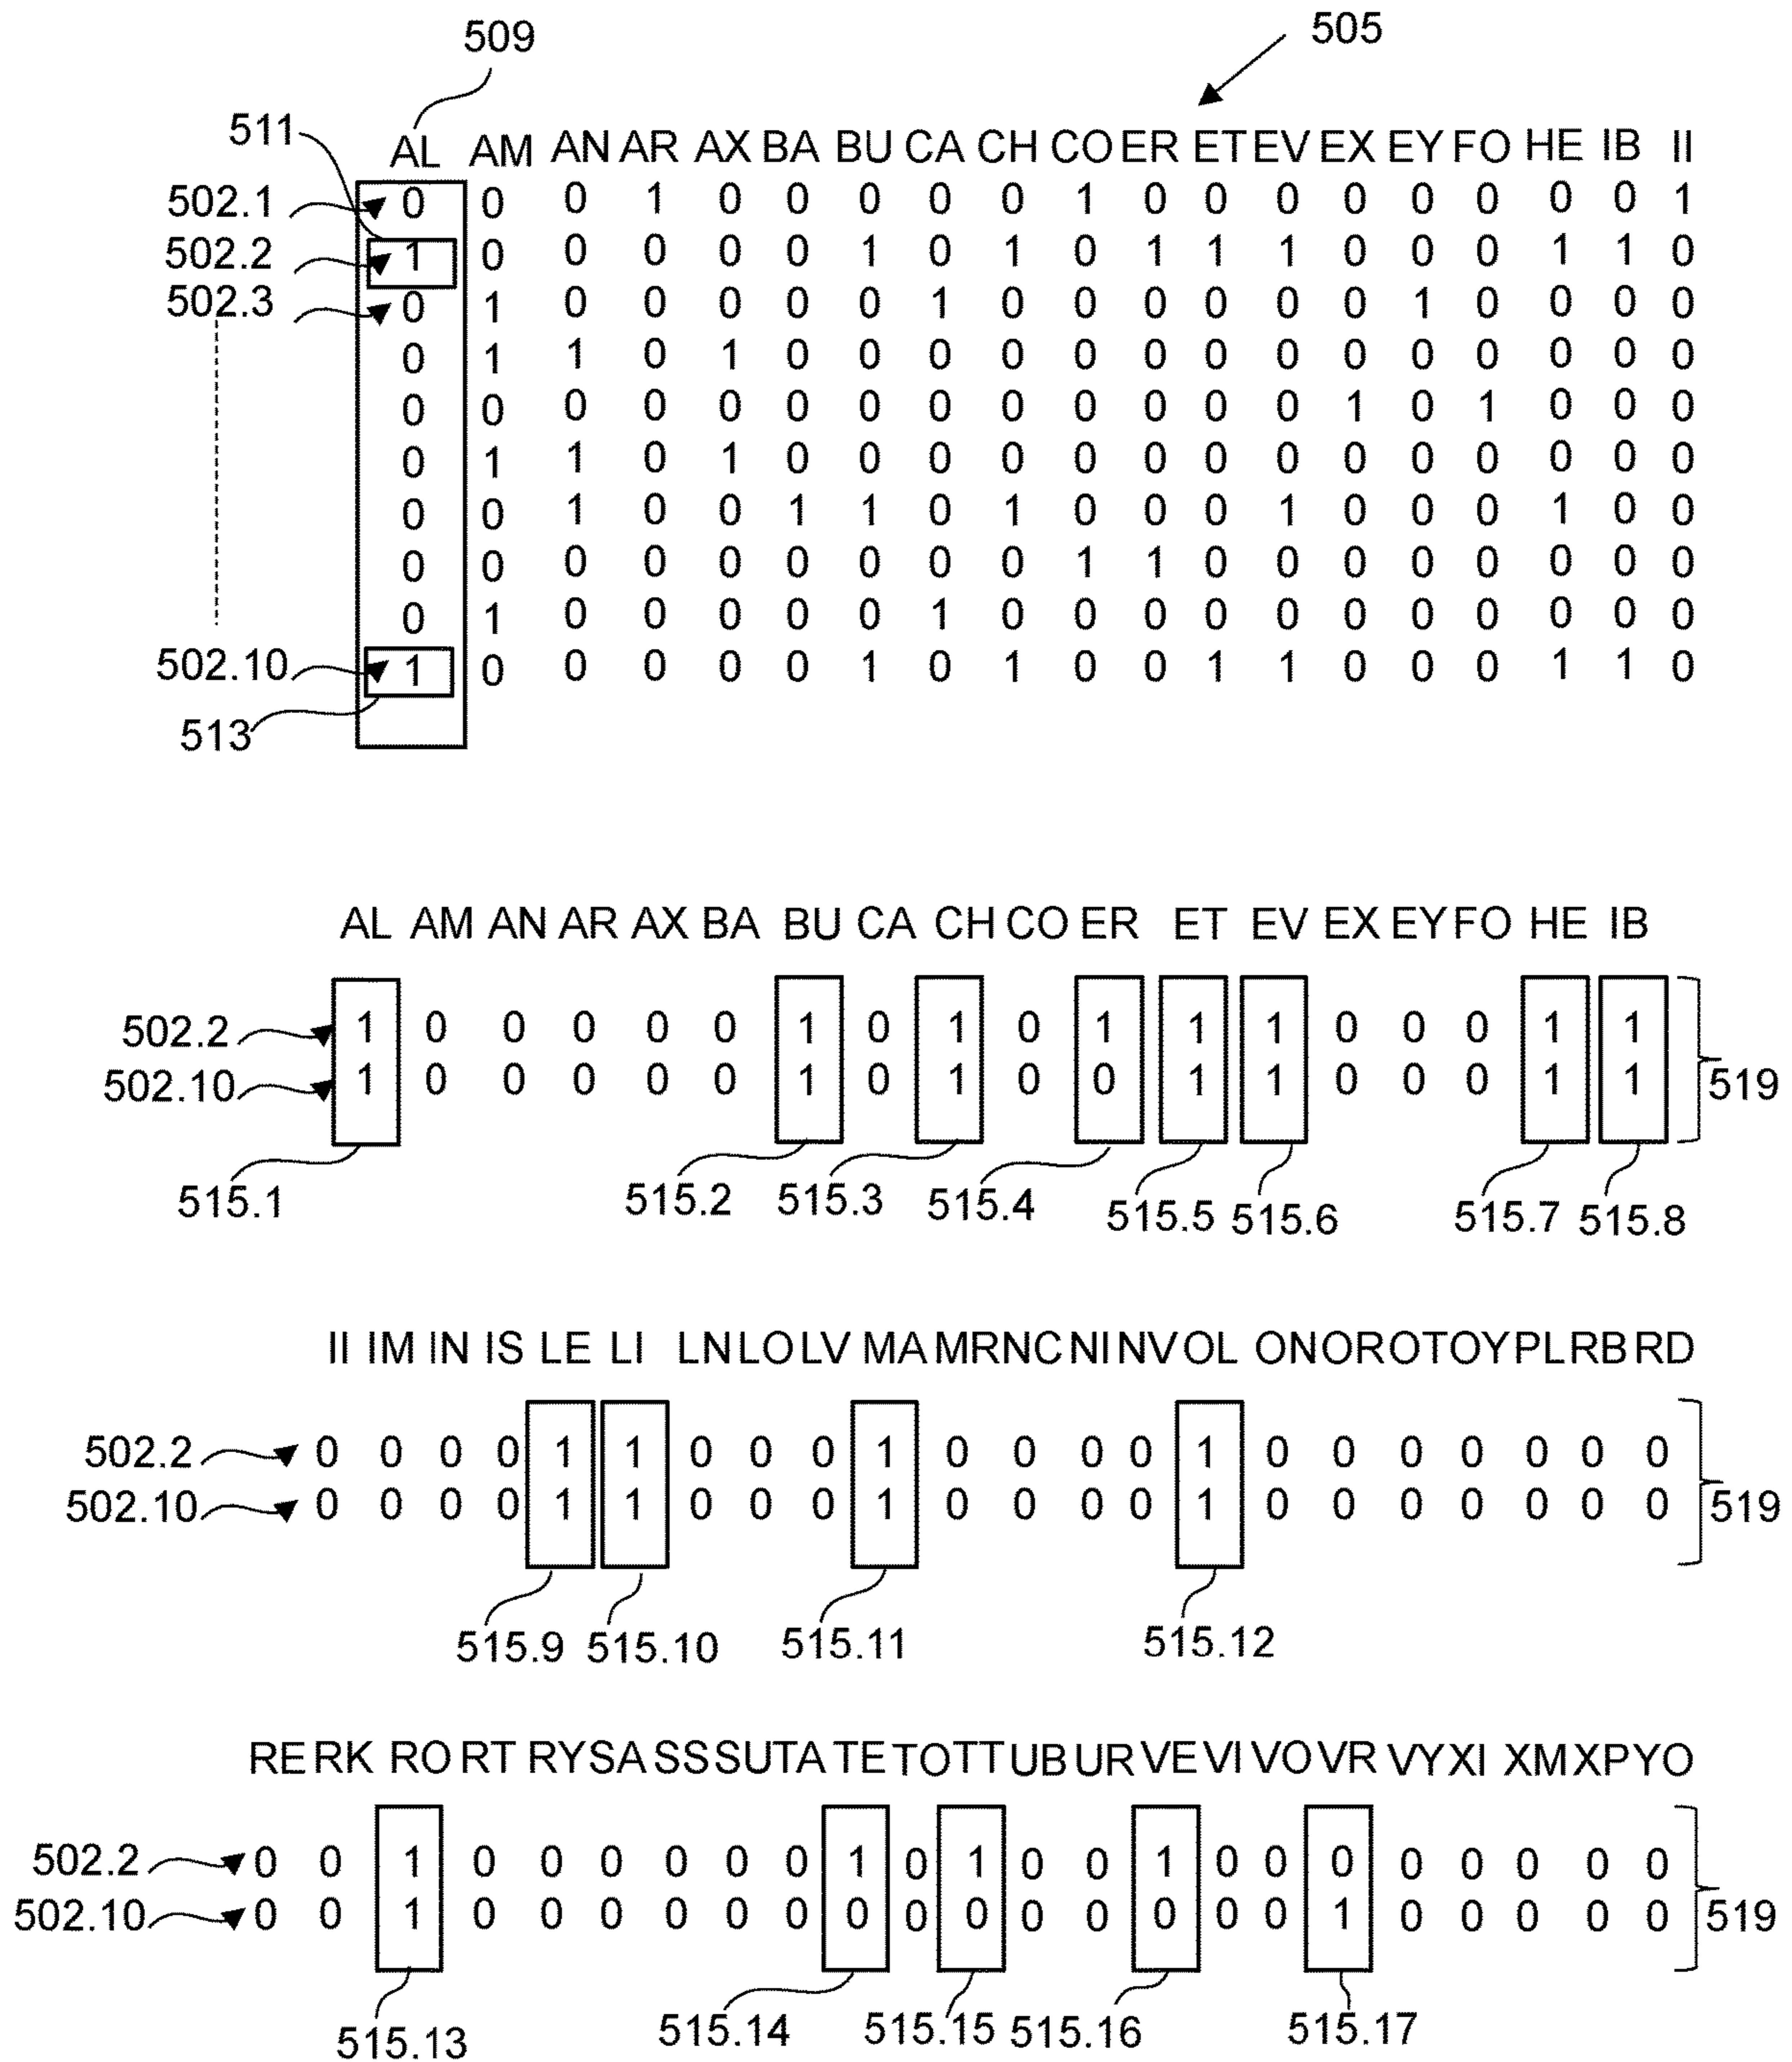 509
505
511
AL AM AN AR AX BA BU CA CH CO ER ET EV EX EY FO HE IB II
502.1 0 0 0 1 0 0 0 0 0 1 0 0 0 0 0 0 0 0 1
502.2 1 0 0 0 0 0 1 0 1 0 1 1 1 0 0 0 1 1 0
502.3 0 1 0 0 0 0 0 1 0 0 0 0 0 0 1 0 0 0 0
0 1 1 0 1 0 0 0 0 0 0 0 0 0 0 0 0 0 0
0 0 0 0 0 0 0 0 0 0 0 0 0 1 0 1 0 0 0
0 1 1 0 1 0 0 0 0 0 0 0 0 0 0 0 0 0 0
0 0 1 0 0 1 1 0 1 0 0 0 1 0 0 0 1 0 0
0 0 0 0 0 0 0 0 0 1 1 0 0 0 0 0 0 0 0
0 1 0 0 0 0 0 1 0 0 0 0 0 0 0 0 0 0 0
502.10 1 0 0 0 0 0 1 0 1 0 0 1 1 0 0 0 1 1 0
513
AL AM AN AR AX BA BU CA CH CO ER ET EV EX EY FO HE IB
502.2 1 0 0 0 0 0 1 0 1 0 1 1 1 0 0 0 1 1
502.10 1 0 0 0 0 0 1 0 1 0 0 1 1 0 0 0 1 1 519
515.1 515.2 515.3 515.4 515.5 515.6 515.7 515.8
II IM IN IS LE LI LN LO LV MA MR NC NI NV OL ON OR OT OY PL RB RD
502.2 0 0 0 0 1 1 0 0 0 1 0 0 0 0 1 0 0 0 0 0 0 0
502.10 0 0 0 0 1 1 0 0 0 1 0 0 0 0 1 0 0 0 0 0 0 0 519
515.9 515.10 515.11 515.12
RE RK RO RT RY SA SS SU TA TE TO TT UB UR VE VI VO VR VY XI XM XP YO
502.2 0 0 1 0 0 0 0 0 0 1 0 1 0 0 1 0 0 0 0 0 0 0 0
502.10 0 0 1 0 0 0 0 0 0 0 0 0 0 0 0 0 0 1 0 0 0 0 0 519
515.13 515.14 515.15 515.16 515.17